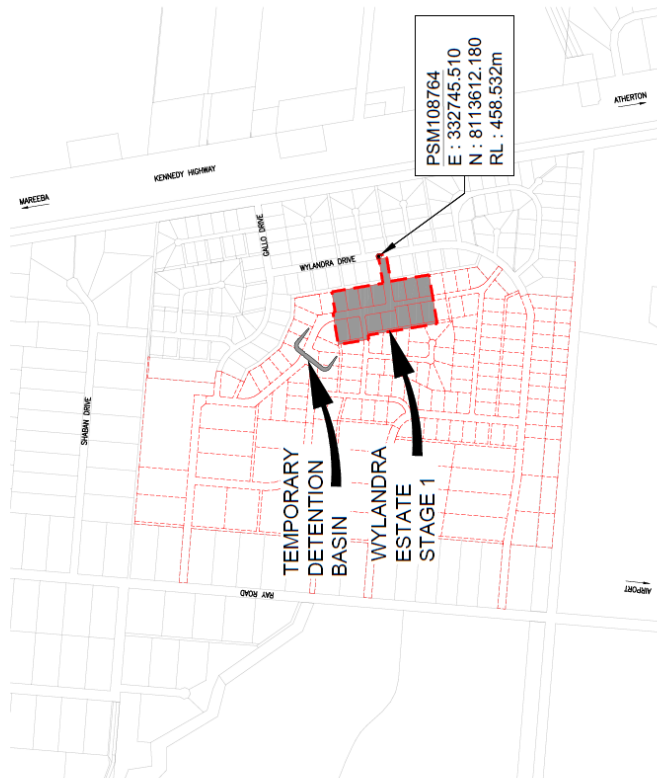 MAREEBA
KENNEDY HIGHWAY
ATHERTON
PSM108764
E : 332745.510
N : 8113612.180
RL : 458.532m
GALLO DRIVE
WYLANDRA DRIVE
SHABAN DRIVE
TEMPORARY
DETENTION
BASIN
WYLANDRA
ESTATE
STAGE 1
RAY ROAD
AIRPORT